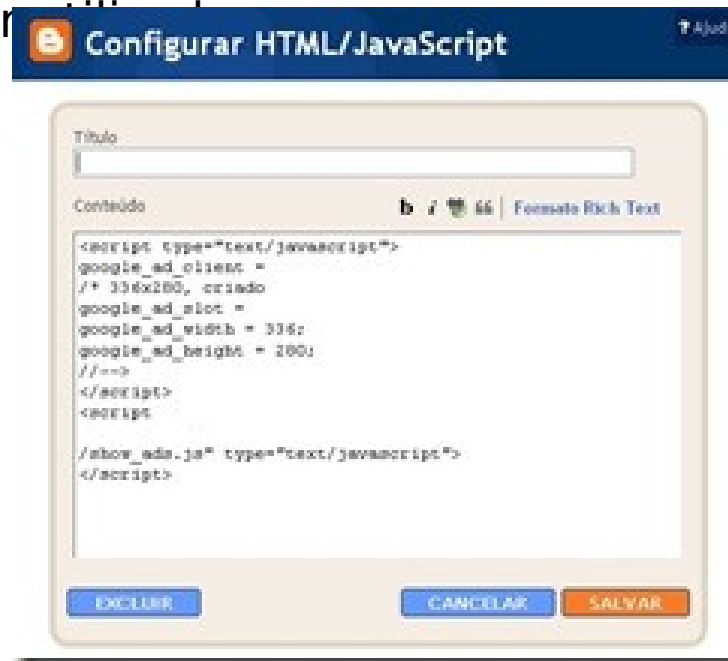 Configurar HTML/JavaScript
? Ajud
Título
Conteúdo b i 66 | Formato Rich Text
<script type="text/javascript">
google_ad_client =
/* 336x280, criado
google_ad_slot =
google_ad_width = 336;
google_ad_height = 280;
//-->
</script>
<script
/show_ads.js" type="text/javascript">
</script>
EXCLUIR CANCELAR SALVAR